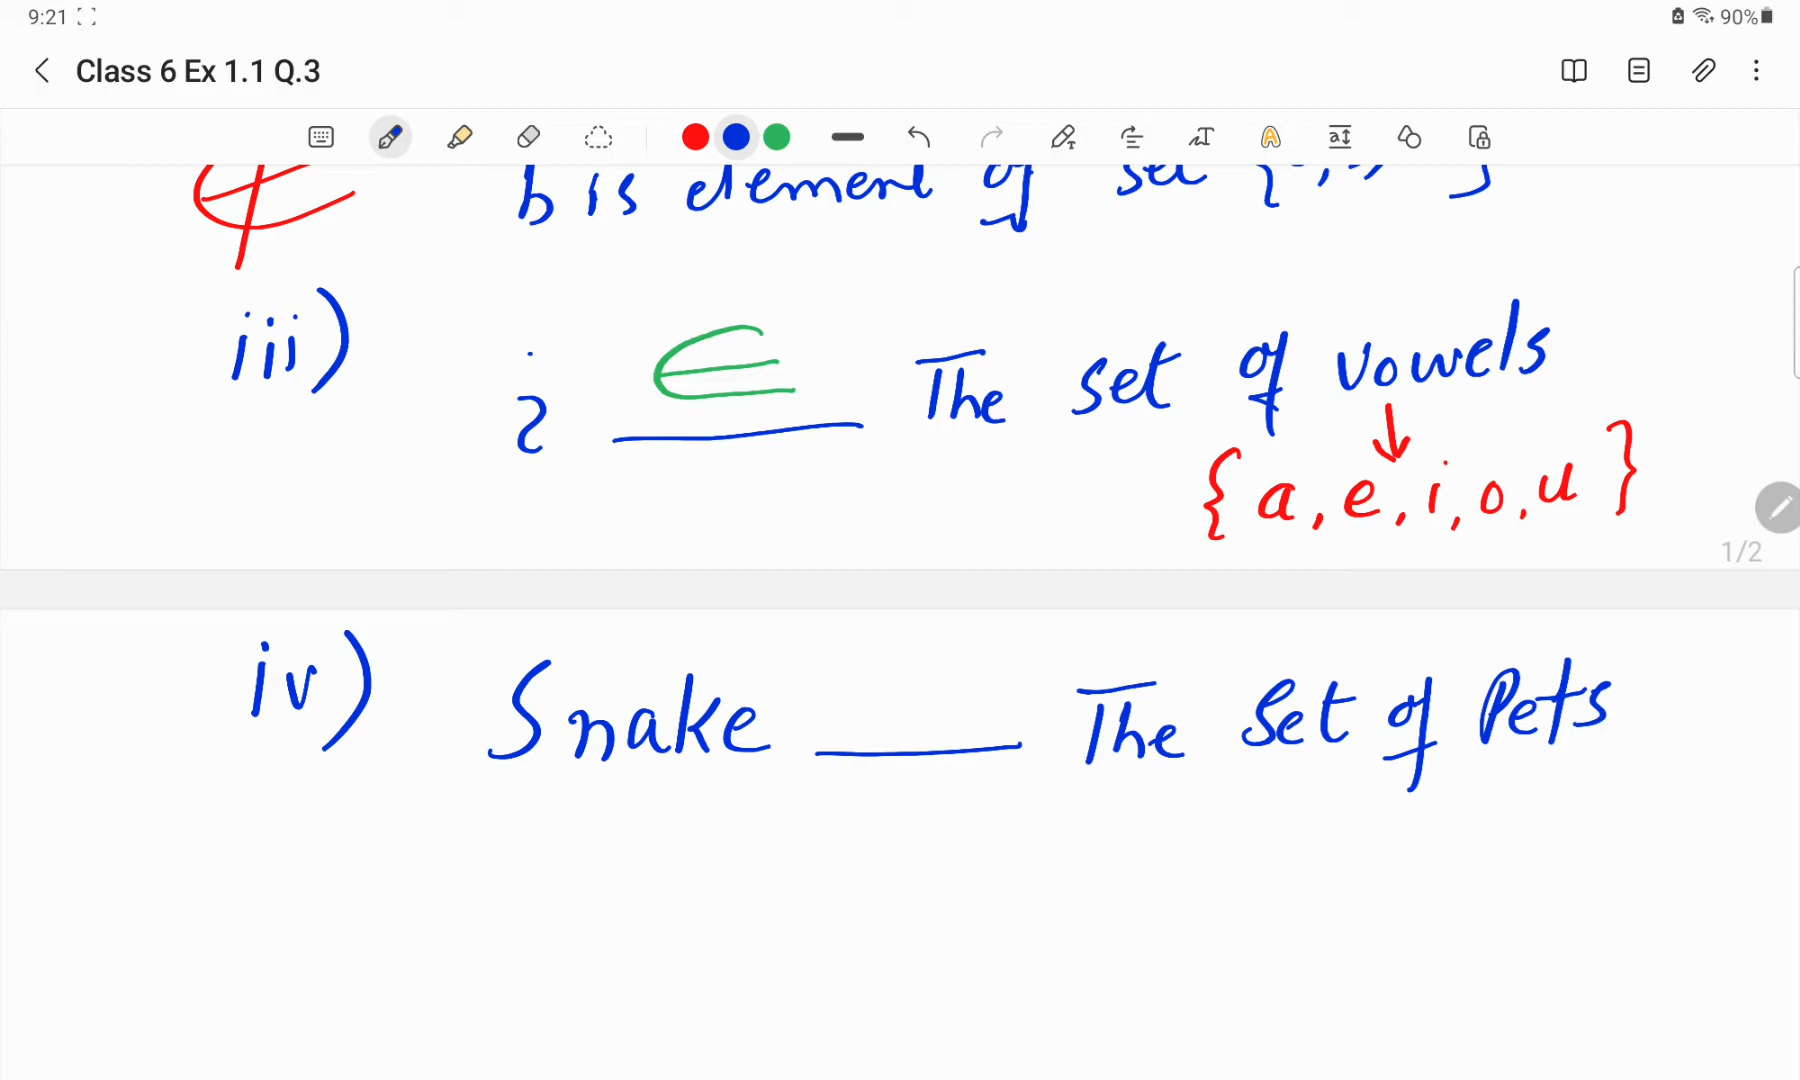 9:21 90%
Class 6 Ex 1.1 Q.3
b is element of set {
iii) i ∈ The set of vowels
{ a, e, i, o, u }
1/2
iv) Snake ____ The Set of Pets